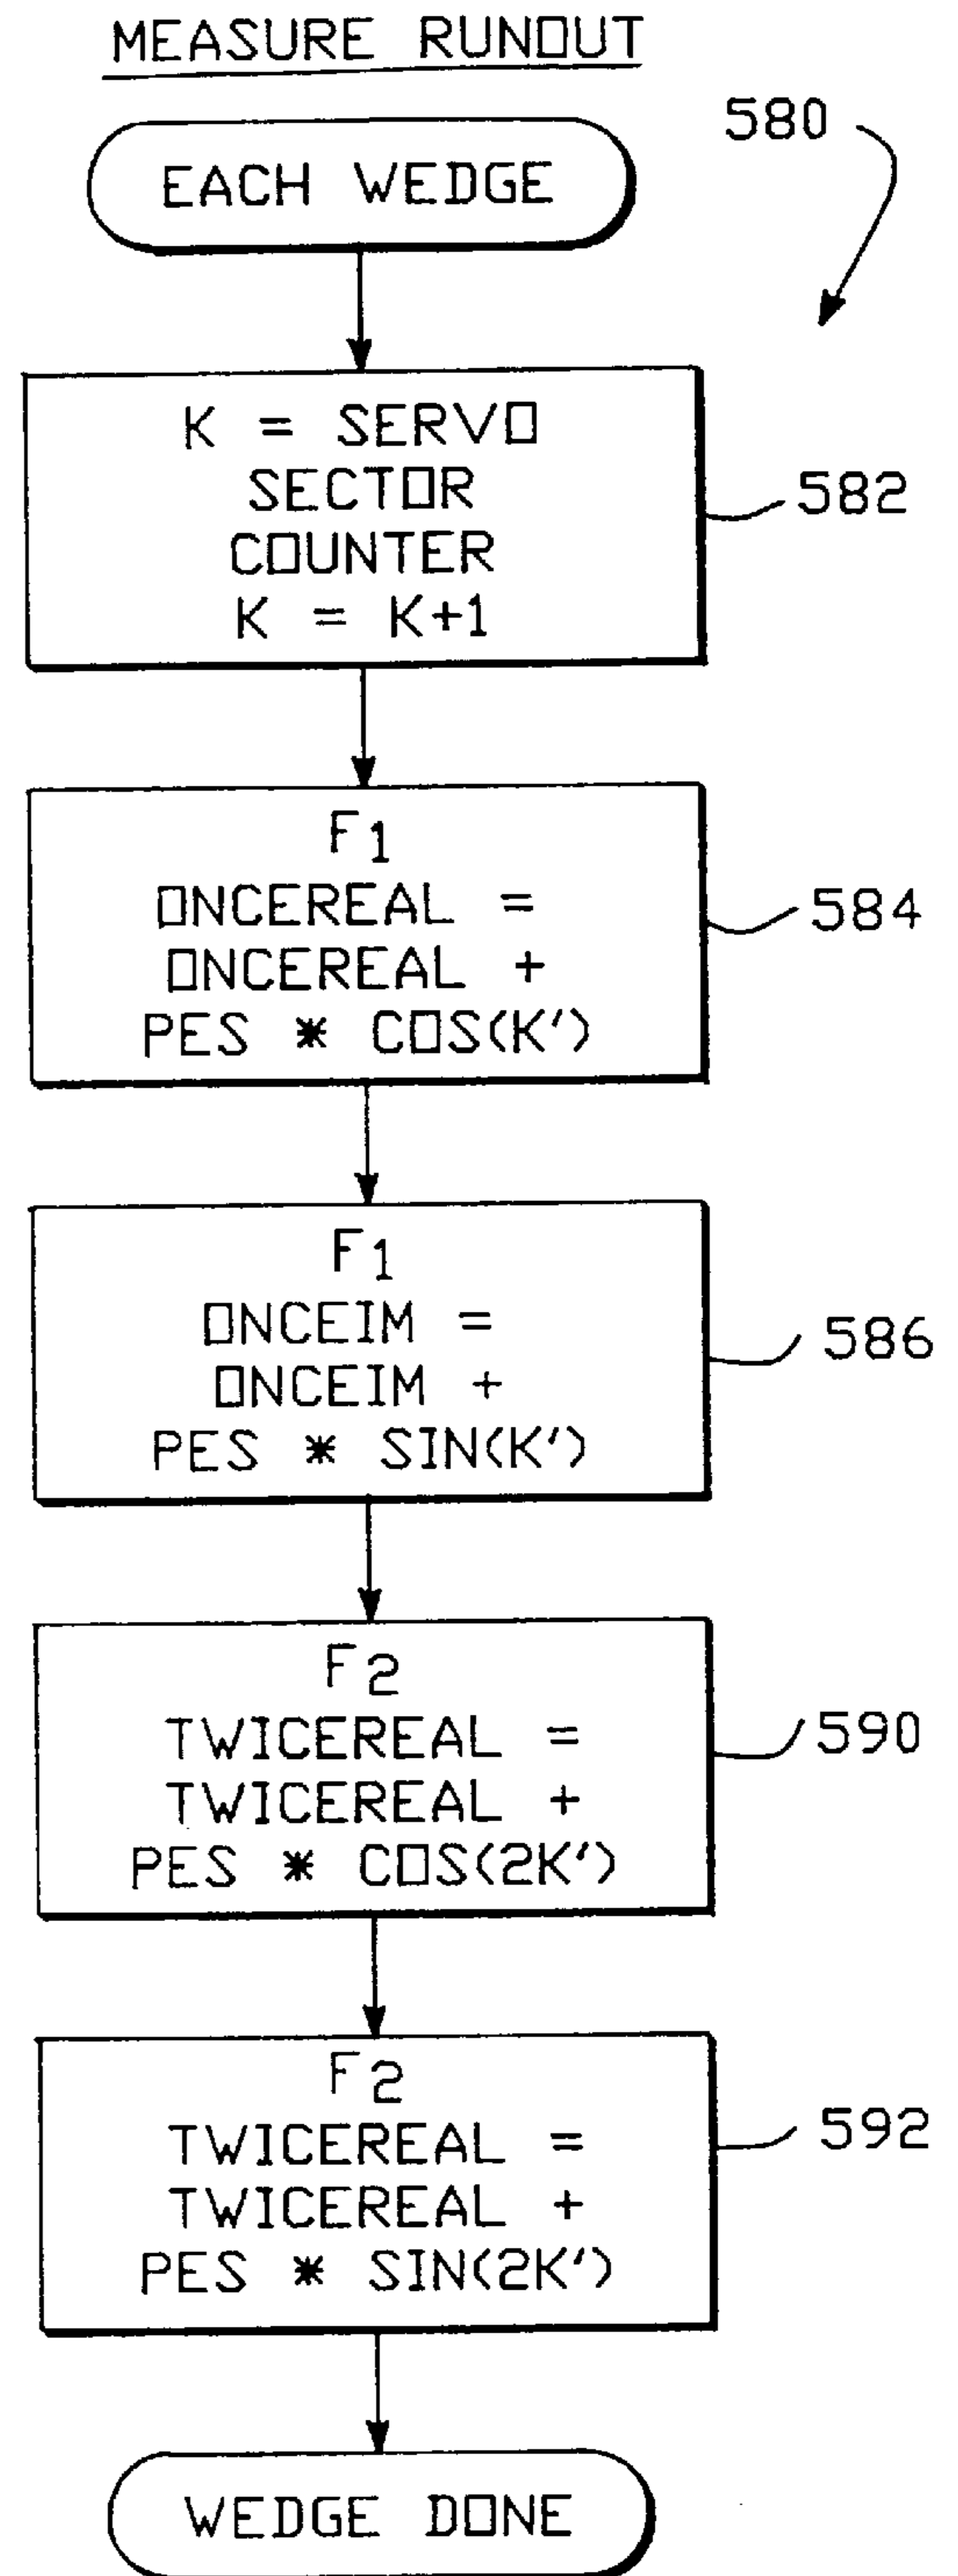 MEASURE RUNOUT
580
EACH WEDGE
K = SERVO
SECTOR
COUNTER
K = K+1
582
F1
ONCEREAL =
ONCEREAL +
PES * COS(K')
584
F1
ONCEIM =
ONCEIM +
PES * SIN(K')
586
F2
TWICEREAL =
TWICEREAL +
PES * COS(2K')
590
F2
TWICEREAL =
TWICEREAL +
PES * SIN(2K')
592
WEDGE DONE